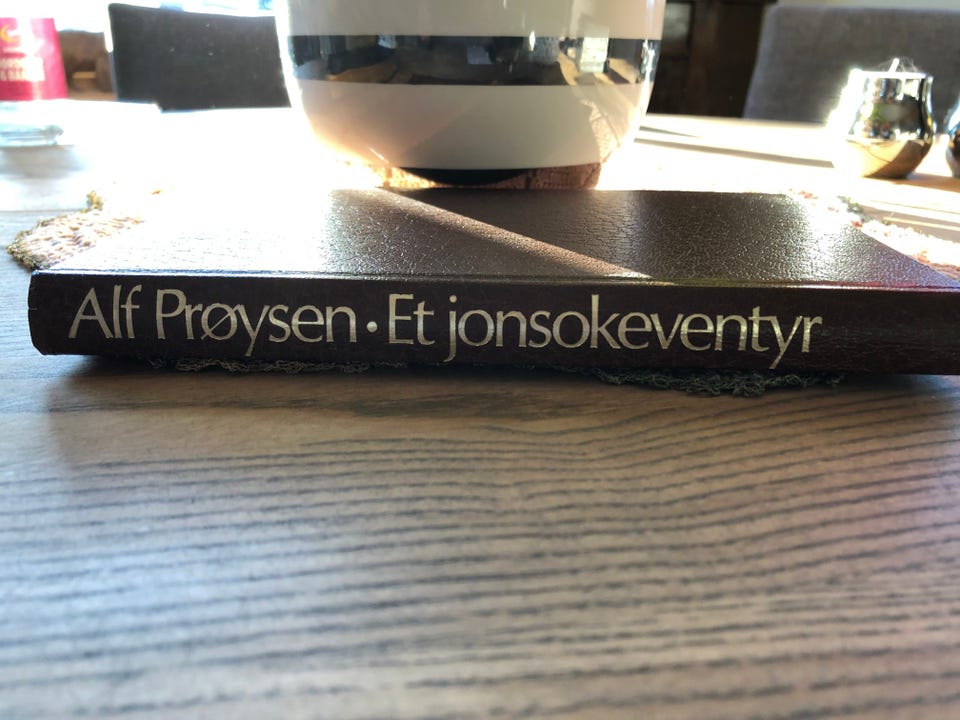 Alf Prøysen • Et jonsokeventyr